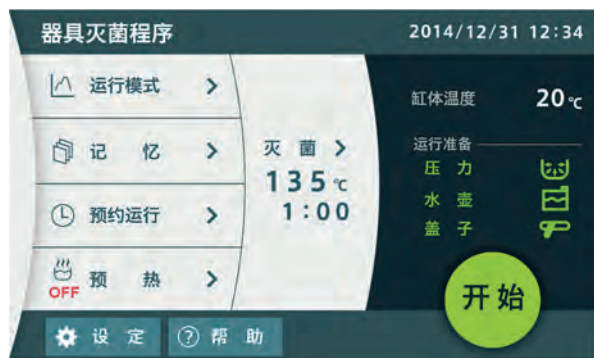 器具灭菌程序
2014/12/31 12:34
运行模式
记 忆
预约运行
OFF 预 热
灭 菌
135℃
1:00
缸体温度 20℃
运行准备
压 力
水 壶
盖 子
开始
设 定
? 帮 助